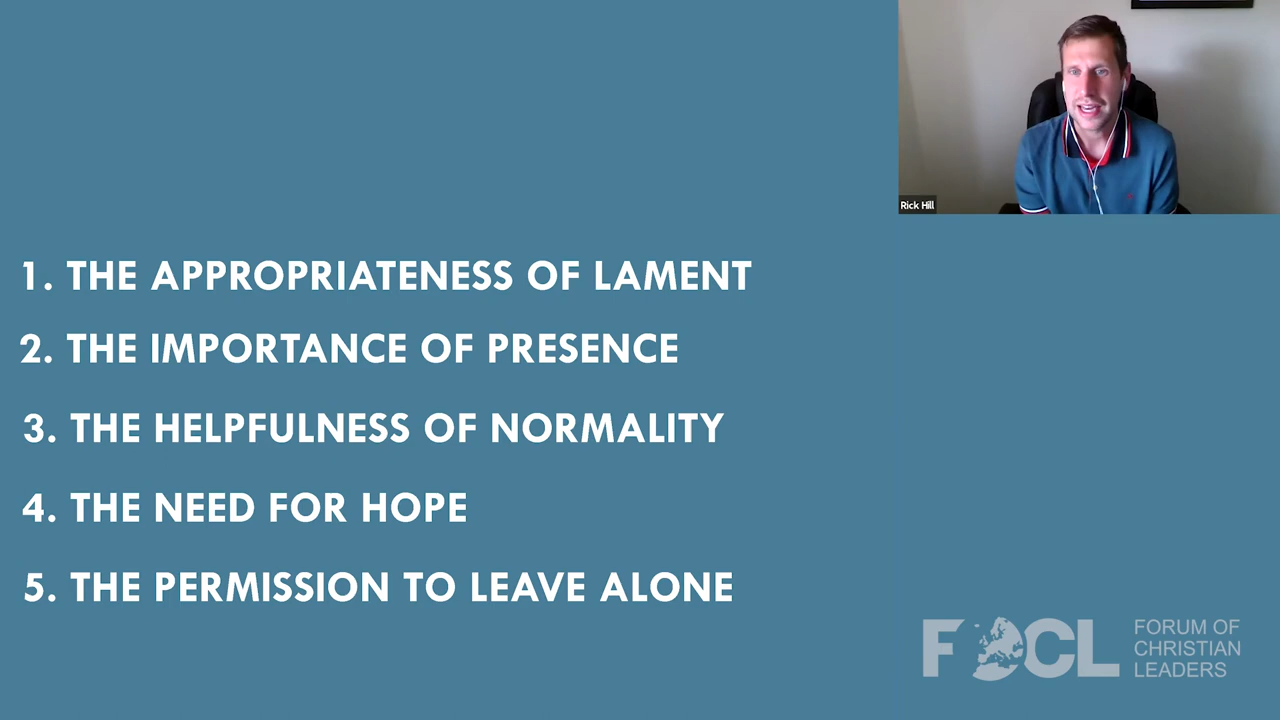 Rick Hill
1. THE APPROPRIATENESS OF LAMENT
2. THE IMPORTANCE OF PRESENCE
3. THE HELPFULNESS OF NORMALITY
4. THE NEED FOR HOPE
5. THE PERMISSION TO LEAVE ALONE
FOCL
FORUM OF
CHRISTIAN
LEADERS